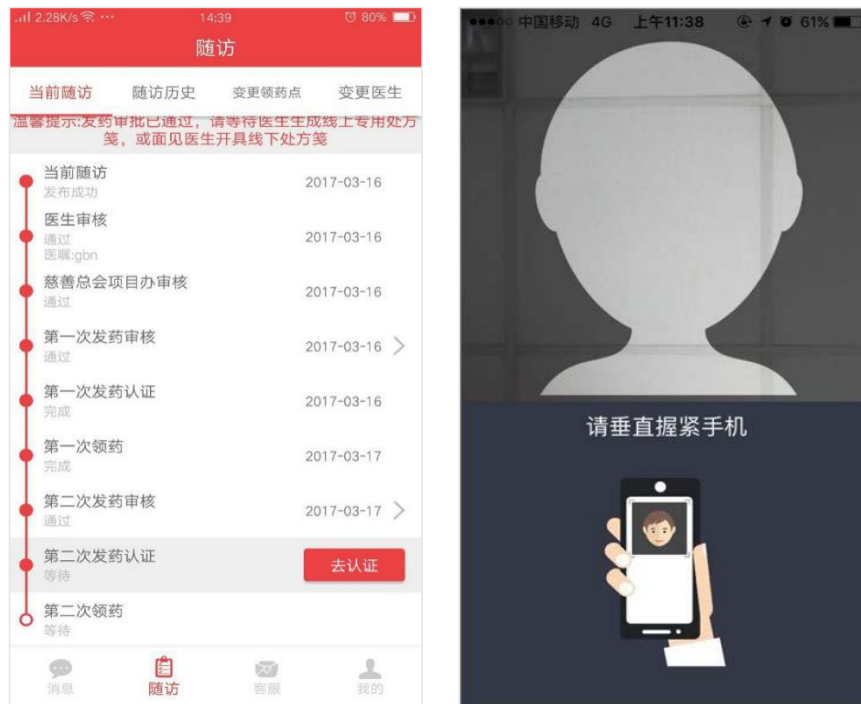 2.28K/s ··· 14:39 80%
随访
当前随访 随访历史 变更领药点 变更医生
温馨提示:发药审批已通过，请等待医生生成线上专用处方
笺，或面见医生开具线下处方笺
当前随访
发布成功
2017-03-16
医生审核
通过
医嘱:gbn
2017-03-16
慈善总会项目办审核
通过
2017-03-16
第一次发药审核
通过
2017-03-16
第一次发药认证
完成
2017-03-16
第一次领药
完成
2017-03-17
第二次发药审核
通过
2017-03-17
第二次发药认证
等待
去认证
第二次领药
等待
消息 随访 客服 我的
中国移动 4G 上午11:38 61%
请垂直握紧手机